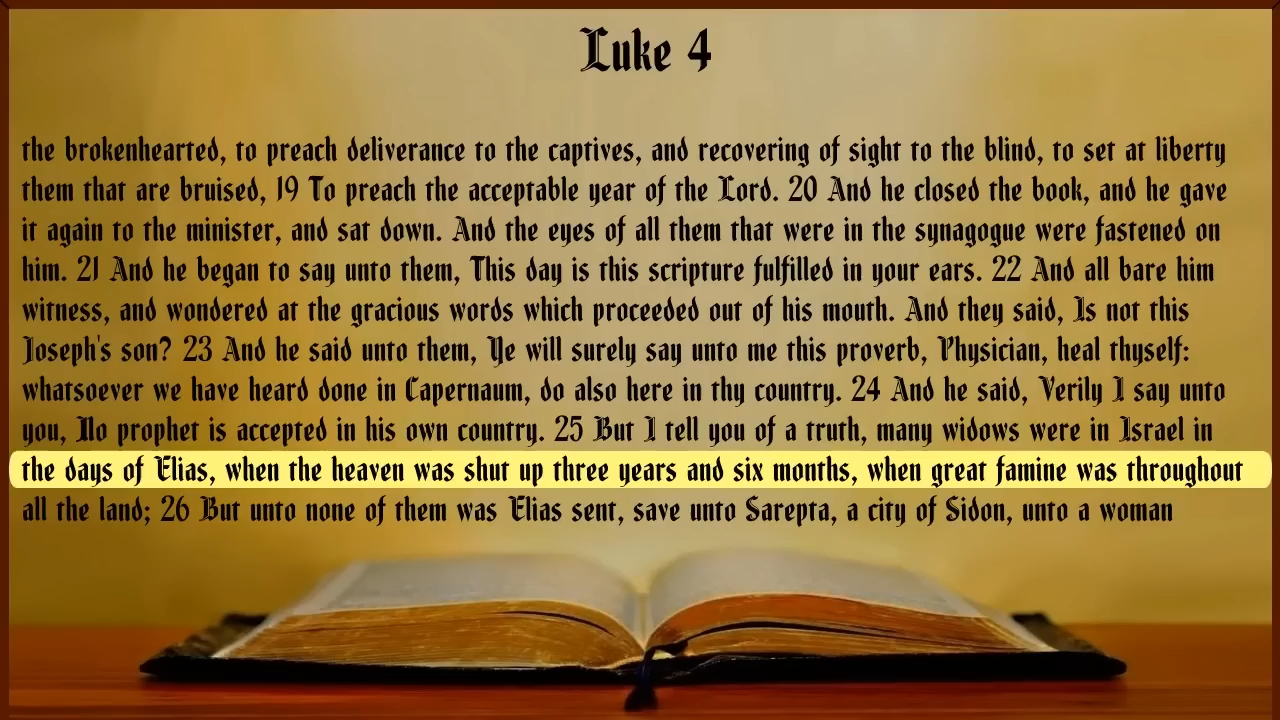 Luke 4
the brokenhearted, to preach deliverance to the captives, and recovering of sight to the blind, to set at liberty
them that are bruised, 19 To preach the acceptable year of the Lord. 20 And he closed the book, and he gave
it again to the minister, and sat down. And the eyes of all them that were in the synagogue were fastened on
him. 21 And he began to say unto them, This day is this scripture fulfilled in your ears. 22 And all bare him
witness, and wondered at the gracious words which proceeded out of his mouth. And they said, Is not this
Joseph's son? 23 And he said unto them, Ye will surely say unto me this proverb, Physician, heal thyself:
whatsoever we have heard done in Capernaum, do also here in thy country. 24 And he said, Verily I say unto
you, No prophet is accepted in his own country. 25 But I tell you of a truth, many widows were in Israel in
the days of Elias, when the heaven was shut up three years and six months, when great famine was throughout
all the land; 26 But unto none of them was Elias sent, save unto Sarepta, a city of Sidon, unto a woman